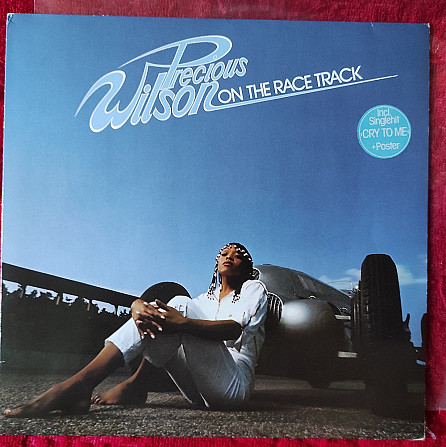 Precious
Wilson
ON THE RACE TRACK
Incl.
Singlehit
CRY TO ME
+Poster